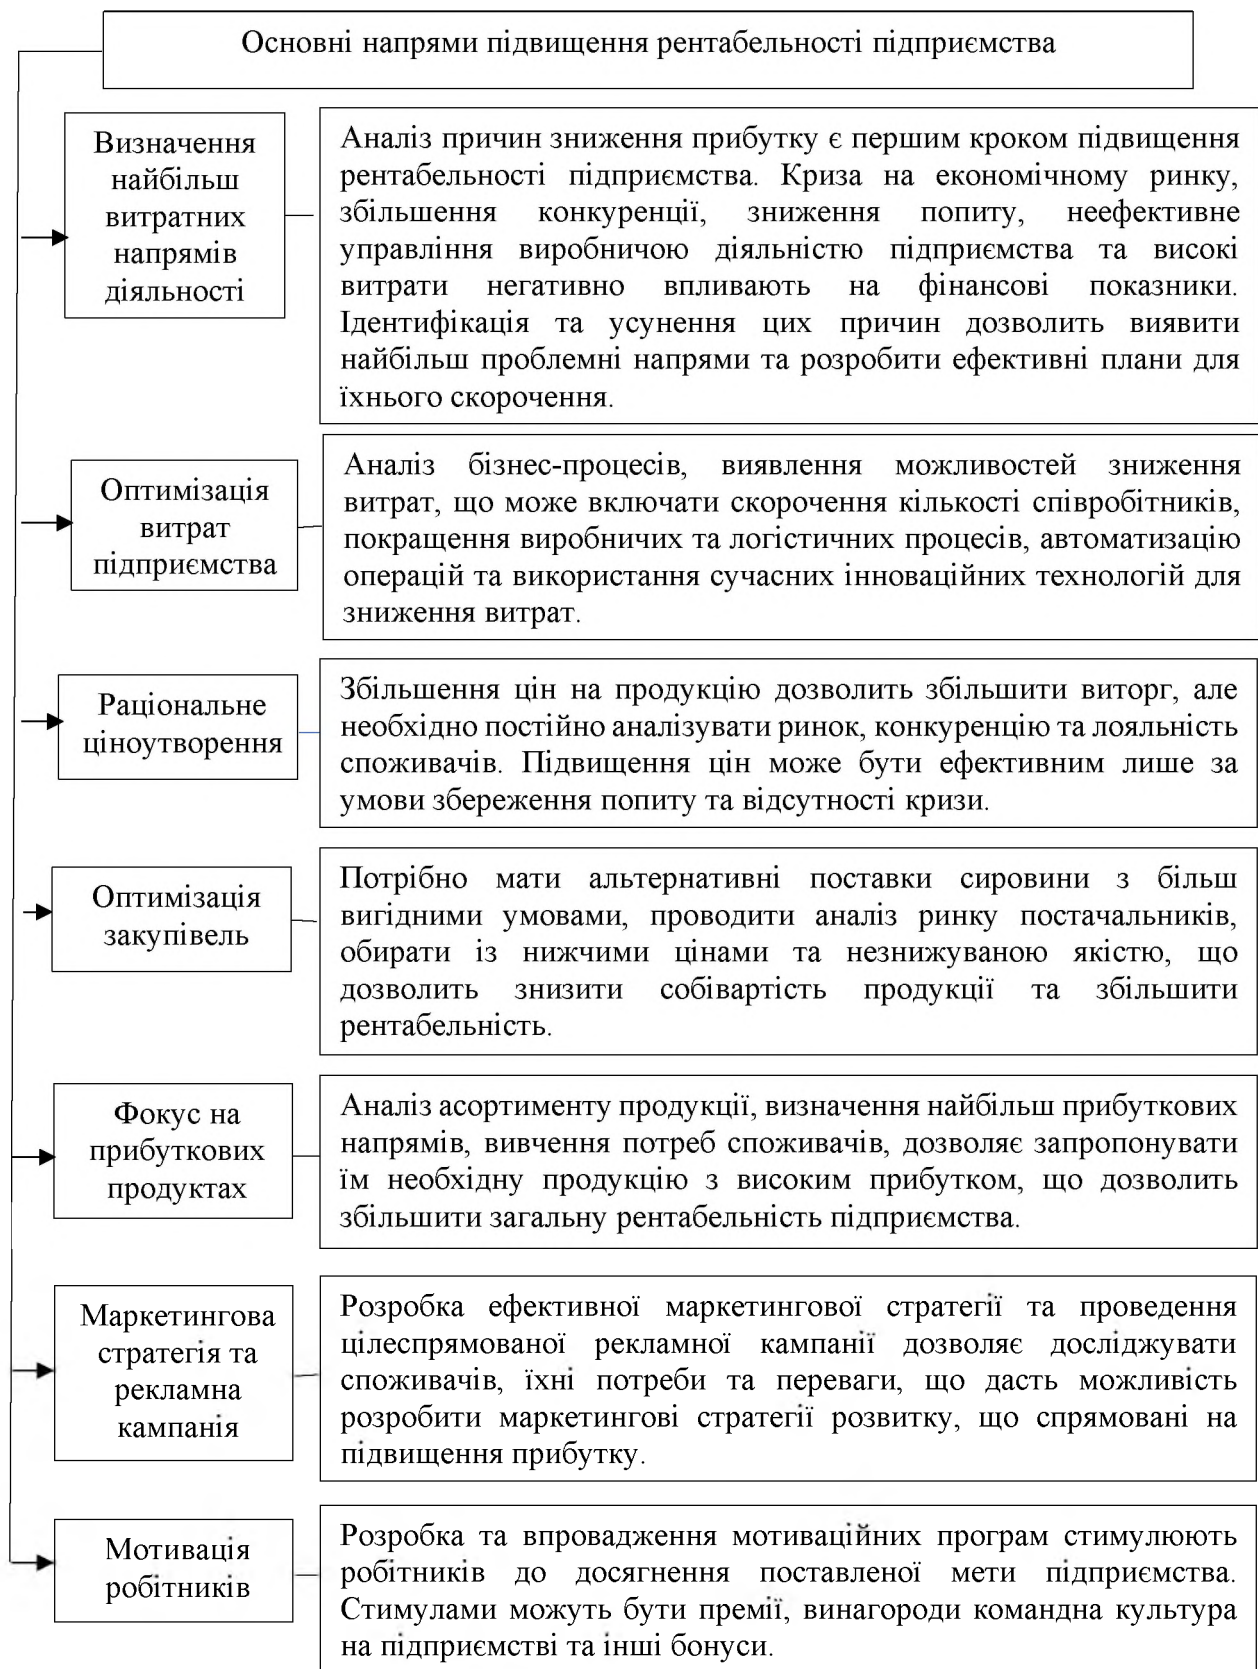 Основні напрями підвищення рентабельності підприємства
Визначення
найбільш
витратних
напрямів
діяльності
Аналіз причин зниження прибутку є першим кроком підвищення
рентабельності підприємства. Криза на економічному ринку,
збільшення конкуренції, зниження попиту, неефективне
управління виробничою діяльністю підприємства та високі
витрати негативно впливають на фінансові показники.
Ідентифікація та усунення цих причин дозволить виявити
найбільш проблемні напрями та розробити ефективні плани для
їхнього скорочення.
Оптимізація
витрат
підприємства
Аналіз бізнес-процесів, виявлення можливостей зниження
витрат, що може включати скорочення кількості співробітників,
покращення виробничих та логістичних процесів, автоматизацію
операцій та використання сучасних інноваційних технологій для
зниження витрат.
Раціональне
ціноутворення
Збільшення цін на продукцію дозволить збільшити виторг, але
необхідно постійно аналізувати ринок, конкуренцію та лояльність
споживачів. Підвищення цін може бути ефективним лише за
умови збереження попиту та відсутності кризи.
Оптимізація
закупівель
Потрібно мати альтернативні поставки сировини з більш
вигідними умовами, проводити аналіз ринку постачальників,
обирати із нижчими цінами та незнижуваною якістю, що
дозволить знизити собівартість продукції та збільшити
рентабельність.
Фокус на
прибуткових
продуктах
Аналіз асортименту продукції, визначення найбільш прибуткових
напрямів, вивчення потреб споживачів, дозволяє запропонувати
їм необхідну продукцію з високим прибутком, що дозволить
збільшити загальну рентабельність підприємства.
Маркетингова
стратегія та
рекламна
кампанія
Розробка ефективної маркетингової стратегії та проведення
цілеспрямованої рекламної кампанії дозволяє досліджувати
споживачів, їхні потреби та переваги, що дасть можливість
розробити маркетингові стратегії розвитку, що спрямовані на
підвищення прибутку.
Мотивація
робітників
Розробка та впровадження мотиваційних програм стимулюють
робітників до досягнення поставленої мети підприємства.
Стимулами можуть бути премії, винагороди командна культура
на підприємстві та інші бонуси.